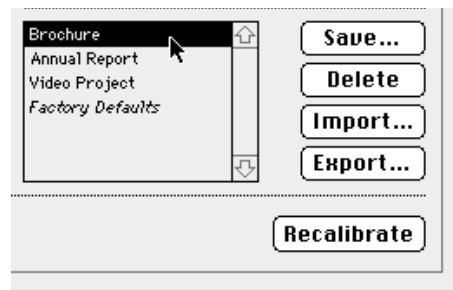 Brochure
Annual Report
Video Project
Factory Defaults
Save...
Delete
Import...
Export...
Recalibrate